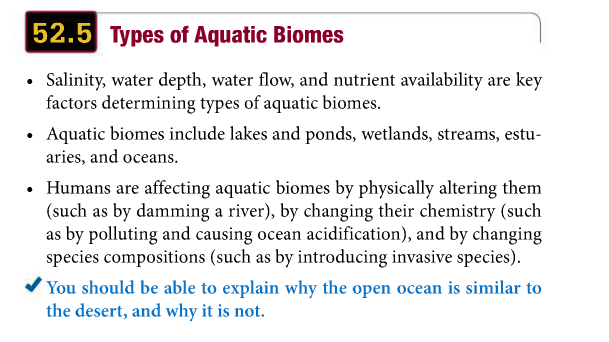 52.5 Types of Aquatic Biomes
• Salinity, water depth, water flow, and nutrient availability are key
factors determining types of aquatic biomes.
• Aquatic biomes include lakes and ponds, wetlands, streams, estu-
aries, and oceans.
• Humans are affecting aquatic biomes by physically altering them
(such as by damming a river), by changing their chemistry (such
as by polluting and causing ocean acidification), and by changing
species compositions (such as by introducing invasive species).
✔ You should be able to explain why the open ocean is similar to
the desert, and why it is not.